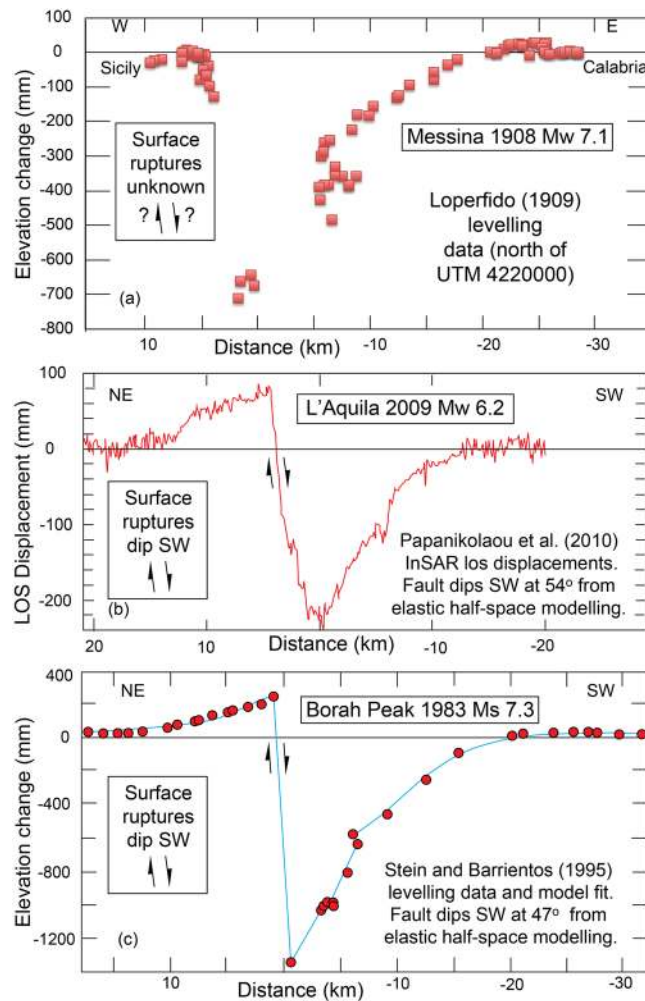 W
E
100
0
-100
-200
-300
-400
-500
-600
-700
-800
Elevation change (mm)
Sicily
Calabria
Surface
ruptures
unknown
? ?
Messina 1908 Mw 7.1
Loperfido (1909)
levelling
data (north of
UTM 4220000)
(a)
10 0 -10 -20 -30
Distance (km)
NE
SW
100
0
-100
-200
LOS Displacement (mm)
L'Aquila 2009 Mw 6.2
Surface
ruptures
dip SW
Papanikolaou et al. (2010)
InSAR los displacements.
Fault dips SW at 54° from
elastic half-space modelling.
(b)
20 10 0 -10 -20
Distance (km)
NE
SW
400
0
-400
-800
-1200
Elevation change (mm)
Borah Peak 1983 Ms 7.3
Surface
ruptures
dip SW
Stein and Barrientos (1995)
levelling data and model fit.
Fault dips SW at 47° from
elastic half-space modelling.
(c)
10 0 -10 -20 -30
Distance (km)